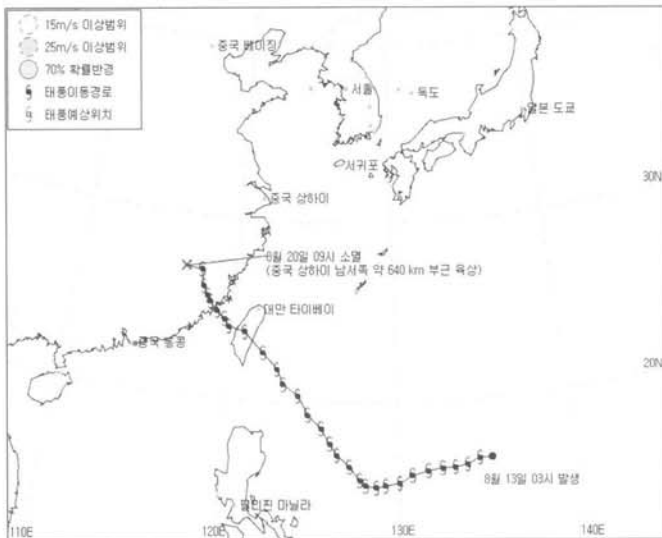 15m/s 이상범위
25m/s 이상범위
70% 확률반경
태풍이동경로
태풍예상위치
중국 베이징
서울
독도
일본 도쿄
서귀포
30N
중국 상하이
8월 20일 09시 소멸
(중국 상하이 남서쪽 약 640 km 부근 육상)
대만 타이베이
중국 홍콩
20N
8월 13일 03시 발생
필리핀 마닐라
110E
120E
130E
140E